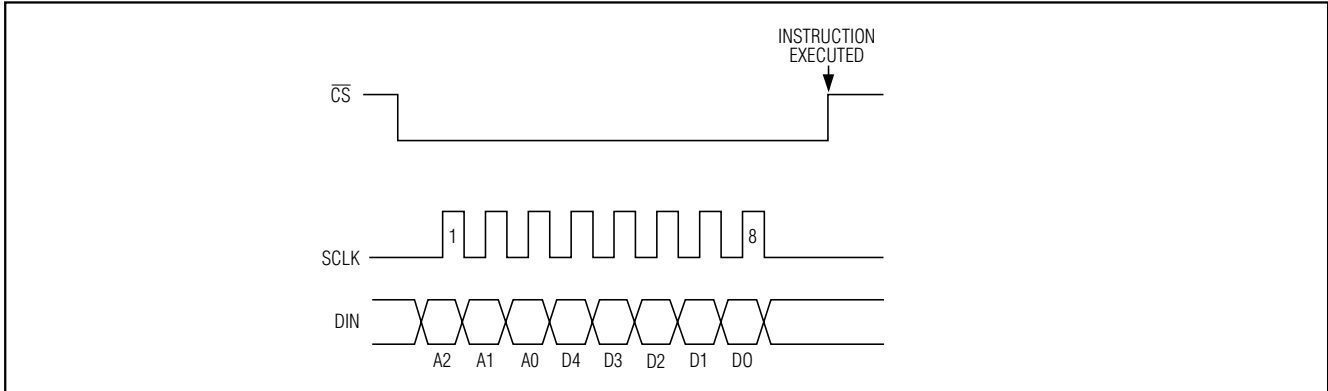 INSTRUCTION
EXECUTED
CS
1
8
SCLK
DIN
A2 A1 A0 D4 D3 D2 D1 D0